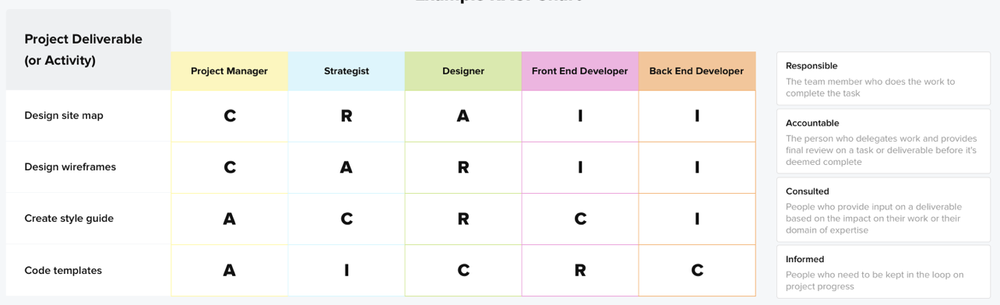 Project Deliverable
(or Activity)
Project Manager Strategist Designer Front End Developer Back End Developer
Design site map C R A I I
Design wireframes C A R I I
Create style guide A C R C I
Code templates A I C R C
Responsible
The team member who does the work to
complete the task
Accountable
The person who delegates work and provides
final review on a task or deliverable before it's
deemed complete
Consulted
People who provide input on a deliverable
based on the impact on their work or their
domain of expertise
Informed
People who need to be kept in the loop on
project progress